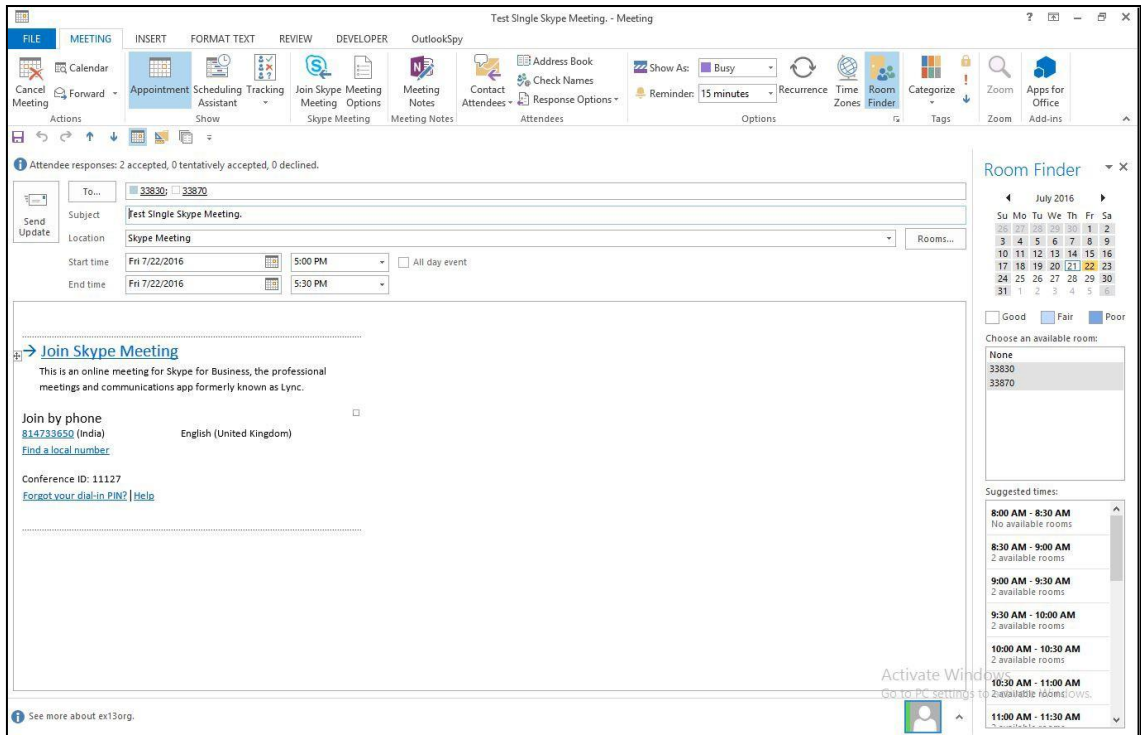 Test SIngle Skype Meeting. - Meeting
?
FILE MEETING INSERT FORMAT TEXT REVIEW DEVELOPER OutlookSpy
Cancel Meeting
Calendar
Forward
Actions
Appointment
Scheduling Assistant
Tracking
Show
Join Skype Meeting
Meeting Options
Skype Meeting
Meeting Notes
Meeting Notes
Contact Attendees
Address Book
Check Names
Response Options
Attendees
Show As: Busy
Reminder: 15 minutes
Recurrence
Time Zones
Room Finder
Options
Categorize
Tags
Zoom
Zoom
Apps for Office
Add-ins
Attendee responses: 2 accepted, 0 tentatively accepted, 0 declined.
Send Update
To... 33830; 33870
Subject Test SIngle Skype Meeting.
Location Skype Meeting Rooms...
Start time Fri 7/22/2016 5:00 PM All day event
End time Fri 7/22/2016 5:30 PM
→ Join Skype Meeting
This is an online meeting for Skype for Business, the professional
meetings and communications app formerly known as Lync.
Join by phone
814733650 (India) English (United Kingdom)
Find a local number
Conference ID: 11127
Forgot your dial-in PIN? | Help
See more about ex13org.
Room Finder
July 2016
Su Mo Tu We Th Fr Sa
26 27 28 29 30 1 2
3 4 5 6 7 8 9
10 11 12 13 14 15 16
17 18 19 20 21 22 23
24 25 26 27 28 29 30
31 1 2 3 4 5 6
Good Fair Poor
Choose an available room:
None
33830
33870
Suggested times:
8:00 AM - 8:30 AM
No available rooms
8:30 AM - 9:00 AM
2 available rooms
9:00 AM - 9:30 AM
2 available rooms
9:30 AM - 10:00 AM
2 available rooms
10:00 AM - 10:30 AM
2 available rooms
10:30 AM - 11:00 AM
2 available rooms
11:00 AM - 11:30 AM
Activate Windows
Go to PC settings to